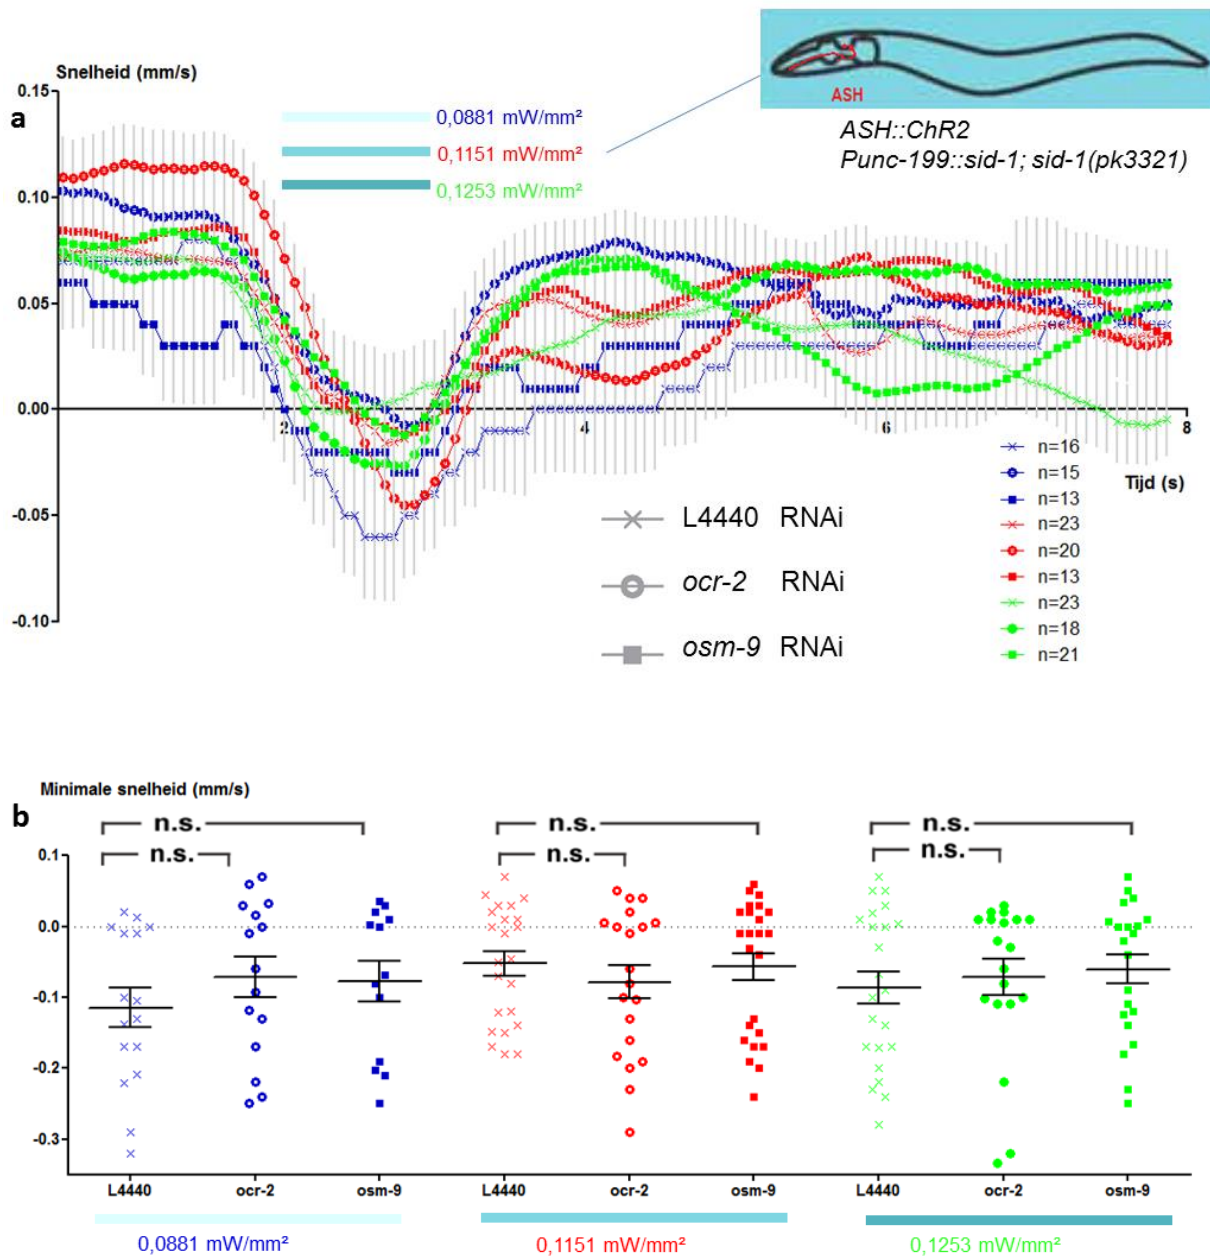 Snelheid (mm/s)
a
0.15
0.10
0.05
0.00
-0.05
-0.10
2
4
6
8
Tijd (s)
0,0881 mW/mm²
0,1151 mW/mm²
0,1253 mW/mm²
ASH
ASH::ChR2
Punc-199::sid-1; sid-1(pk3321)
L4440 RNAi
ocr-2 RNAi
osm-9 RNAi
n=16
n=15
n=13
n=23
n=20
n=13
n=23
n=18
n=21
Minimale snelheid (mm/s)
b
n.s.
n.s.
n.s.
n.s.
n.s.
n.s.
0.1
0.0
-0.1
-0.2
-0.3
L4440 ocr-2 osm-9 L4440 ocr-2 osm-9 L4440 ocr-2 osm-9
0,0881 mW/mm² 0,1151 mW/mm² 0,1253 mW/mm²